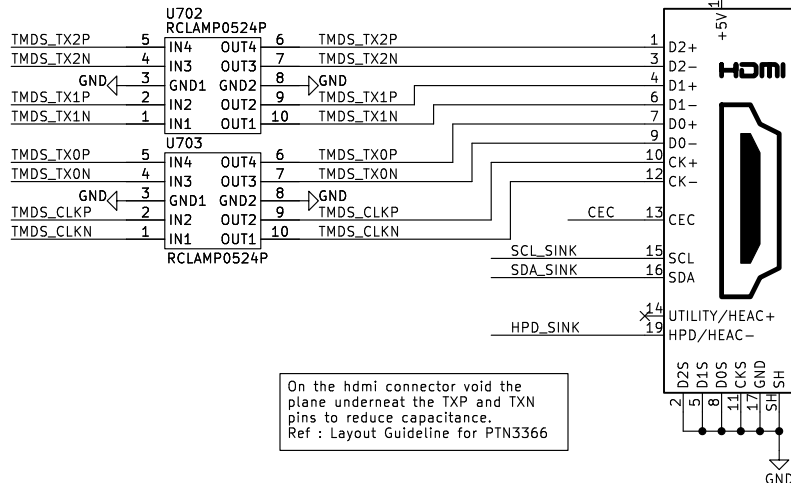 U702
RCLAMP0524P
TMDS_TX2P 5 IN4 OUT4 6 TMDS_TX2P 1 D2+
TMDS_TX2N 4 IN3 OUT3 7 TMDS_TX2N 3 D2-
GND 3 GND1 GND2 8 GND 4 D1+
TMDS_TX1P 2 IN2 OUT2 9 TMDS_TX1P 6 D1-
TMDS_TX1N 1 IN1 OUT1 10 TMDS_TX1N 7 D0+
U703
TMDS_TX0P 5 IN4 OUT4 6 TMDS_TX0P 9 D0-
TMDS_TX0N 4 IN3 OUT3 7 TMDS_TX0N 10 CK+
GND 3 GND1 GND2 8 GND 12 CK-
TMDS_CLKP 2 IN2 OUT2 9 TMDS_CLKP
TMDS_CLKN 1 IN1 OUT1 10 TMDS_CLKN
RCLAMP0524P
+5V
HDMI
CEC 13 CEC
SCL_SINK 15 SCL
SDA_SINK 16 SDA
14 UTILITY/HEAC+
HPD_SINK 19 HPD/HEAC-
D2S D1S D0S CKS GND SH
2 5 8 11 17 SH
GND
On the hdmi connector void the
plane underneat the TXP and TXN
pins to reduce capacitance.
Ref : Layout Guideline for PTN3366